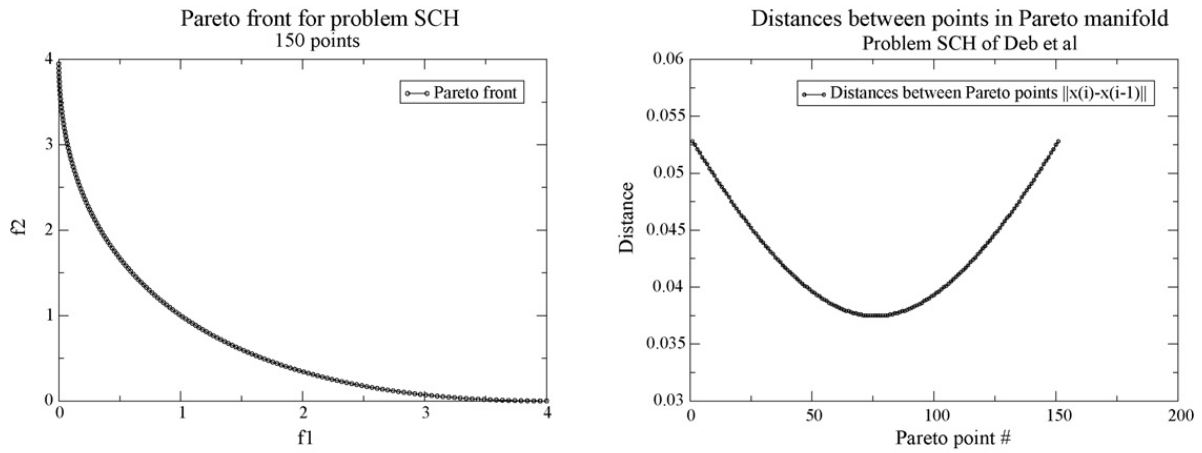 Pareto front for problem SCH
150 points
Pareto front
4
3
2
1
0
f2
0 1 2 3 4
f1
Distances between points in Pareto manifold
Problem SCH of Deb et al
Distances between Pareto points ||x(i)-x(i-1)||
0.06
0.055
0.05
0.045
0.04
0.035
0.03
Distance
0 50 100 150 200
Pareto point #